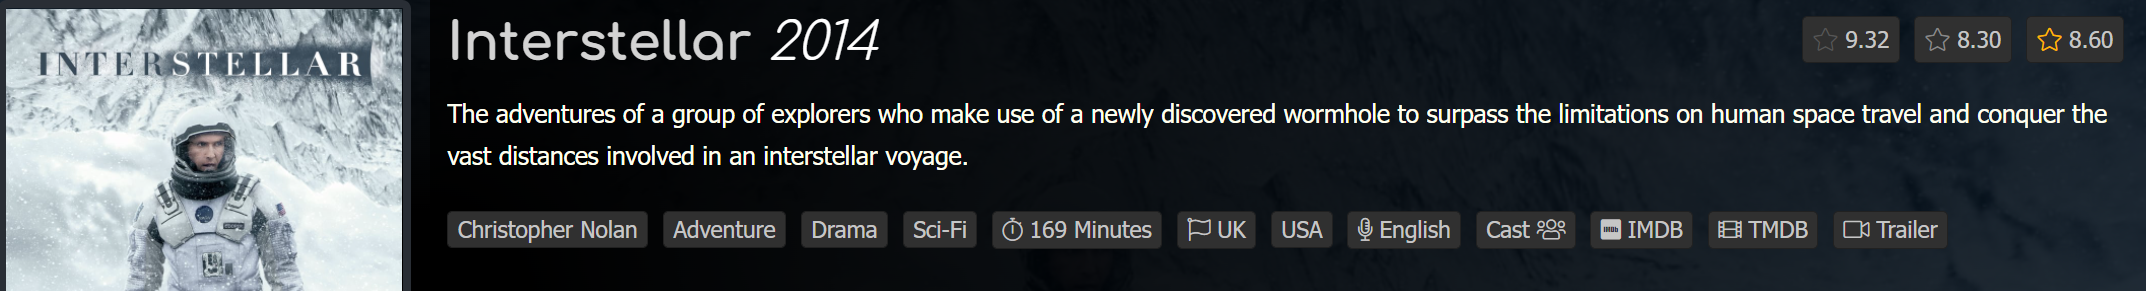 INTERSTELLAR
Interstellar 2014
9.32
8.30
8.60
The adventures of a group of explorers who make use of a newly discovered wormhole to surpass the limitations on human space travel and conquer the
vast distances involved in an interstellar voyage.
Christopher Nolan
Adventure
Drama
Sci-Fi
169 Minutes
UK
USA
English
Cast
IMDb
IMDB
TMDB
Trailer